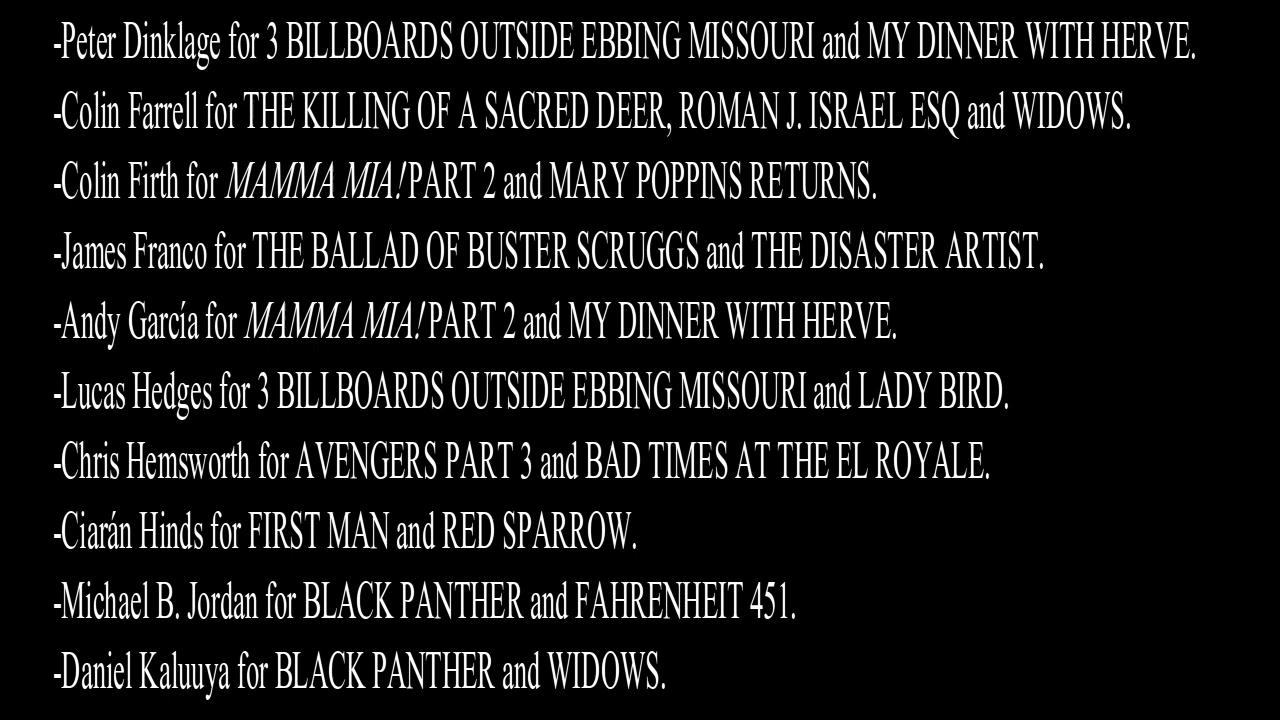 -Peter Dinklage for 3 BILLBOARDS OUTSIDE EBBING MISSOURI and MY DINNER WITH HERVE.
-Colin Farrell for THE KILLING OF A SACRED DEER, ROMAN J. ISRAEL ESQ and WIDOWS.
-Colin Firth for MAMMA MIA! PART 2 and MARY POPPINS RETURNS.
-James Franco for THE BALLAD OF BUSTER SCRUGGS and THE DISASTER ARTIST.
-Andy García for MAMMA MIA! PART 2 and MY DINNER WITH HERVE.
-Lucas Hedges for 3 BILLBOARDS OUTSIDE EBBING MISSOURI and LADY BIRD.
-Chris Hemsworth for AVENGERS PART 3 and BAD TIMES AT THE EL ROYALE.
-Ciarán Hinds for FIRST MAN and RED SPARROW.
-Michael B. Jordan for BLACK PANTHER and FAHRENHEIT 451.
-Daniel Kaluuya for BLACK PANTHER and WIDOWS.